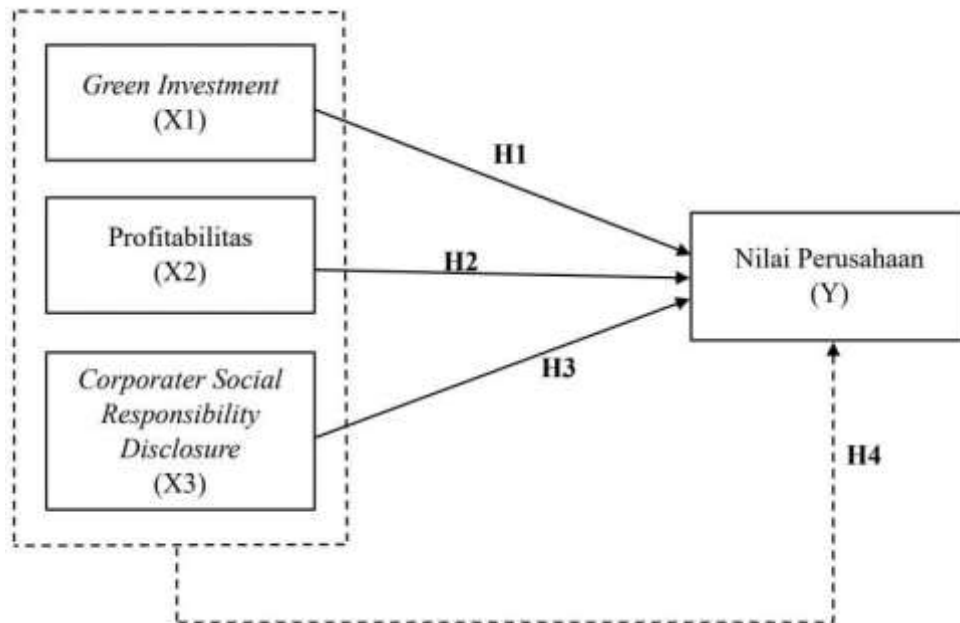 Green Investment
(X1)
H1
Profitabilitas
(X2)
H2
Nilai Perusahaan
(Y)
Corporater Social
Responsibility
Disclosure
(X3)
H3
H4